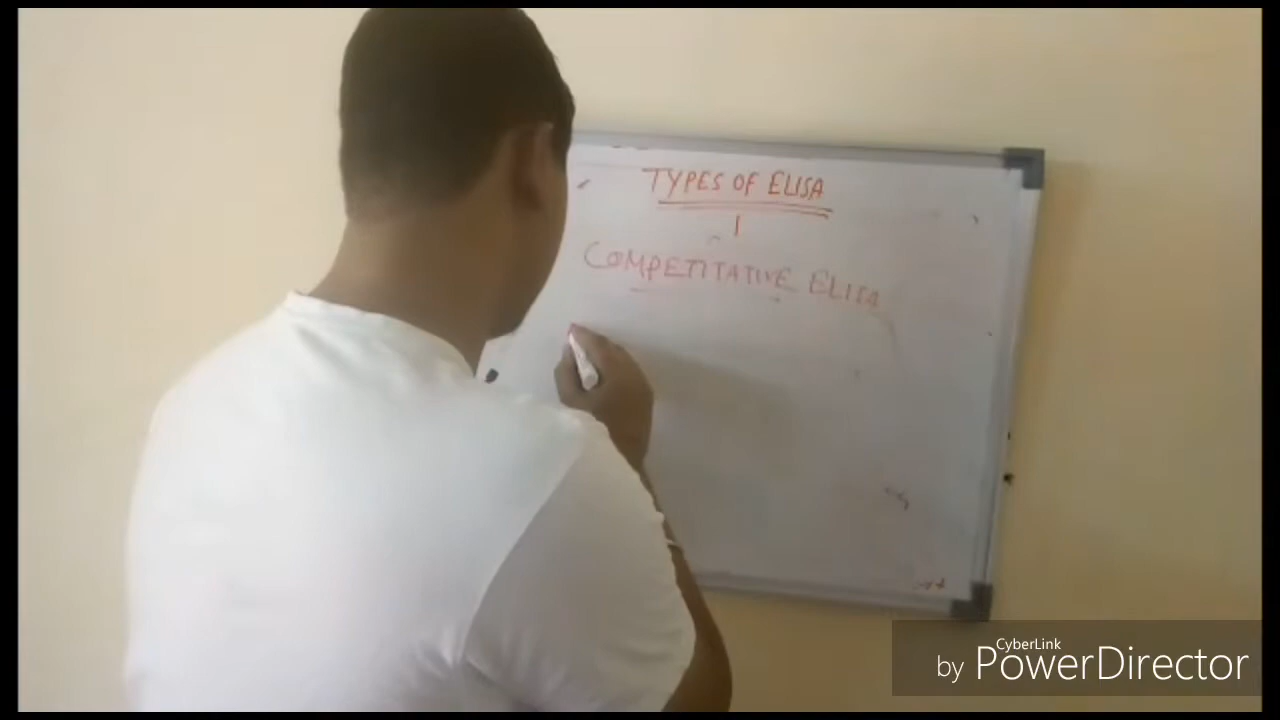 TYPES OF ELISA
COMPETITATIVE ELISA
CyberLink
by PowerDirector